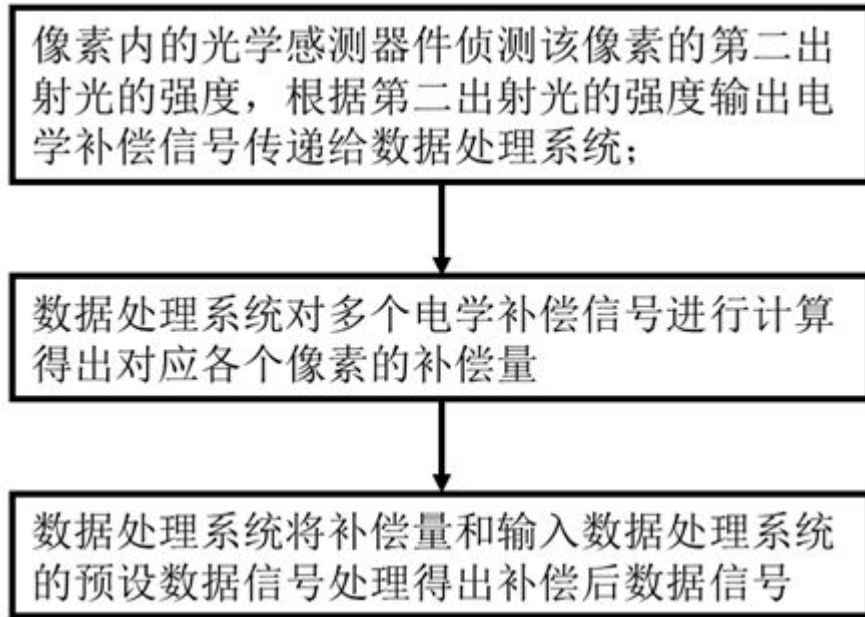 像素内的光学感测器件侦测该像素的第二出
射光的强度，根据第二出射光的强度输出电
学补偿信号传递给数据处理系统；
数据处理系统对多个电学补偿信号进行计算
得出对应各个像素的补偿量
数据处理系统将补偿量和输入数据处理系统
的预设数据信号处理得出补偿后数据信号